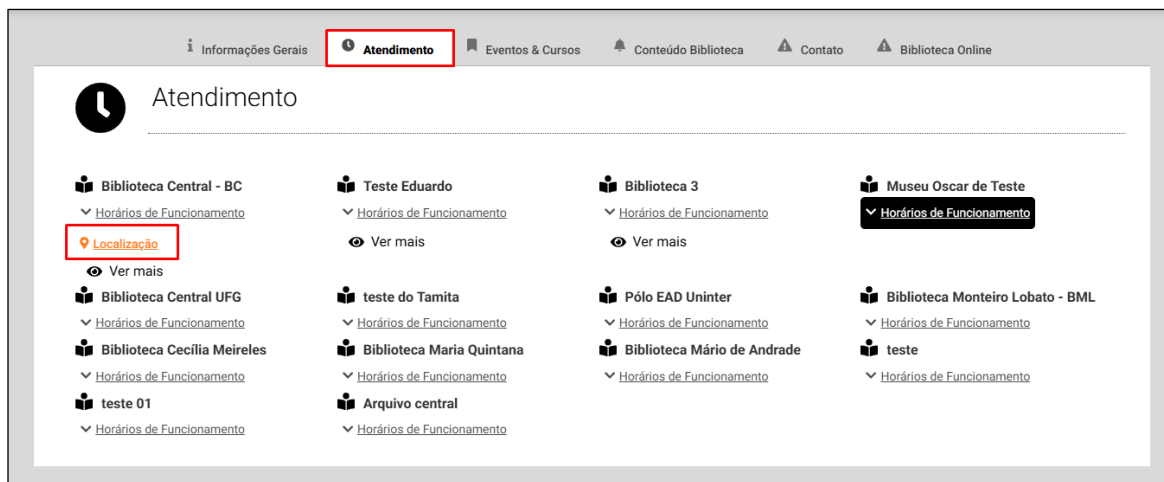 Informações Gerais Atendimento Eventos & Cursos Conteúdo Biblioteca Contato Biblioteca Online
Atendimento
Biblioteca Central - BC Teste Eduardo Biblioteca 3 Museu Oscar de Teste
Horários de Funcionamento Horários de Funcionamento Horários de Funcionamento Horários de Funcionamento
Localização Ver mais Ver mais
Ver mais
Biblioteca Central UFG teste do Tamita Pólo EAD Uninter Biblioteca Monteiro Lobato - BML
Horários de Funcionamento Horários de Funcionamento Horários de Funcionamento Horários de Funcionamento
Biblioteca Cecília Meireles Biblioteca Maria Quintana Biblioteca Mário de Andrade teste
Horários de Funcionamento Horários de Funcionamento Horários de Funcionamento Horários de Funcionamento
teste 01 Arquivo central
Horários de Funcionamento Horários de Funcionamento